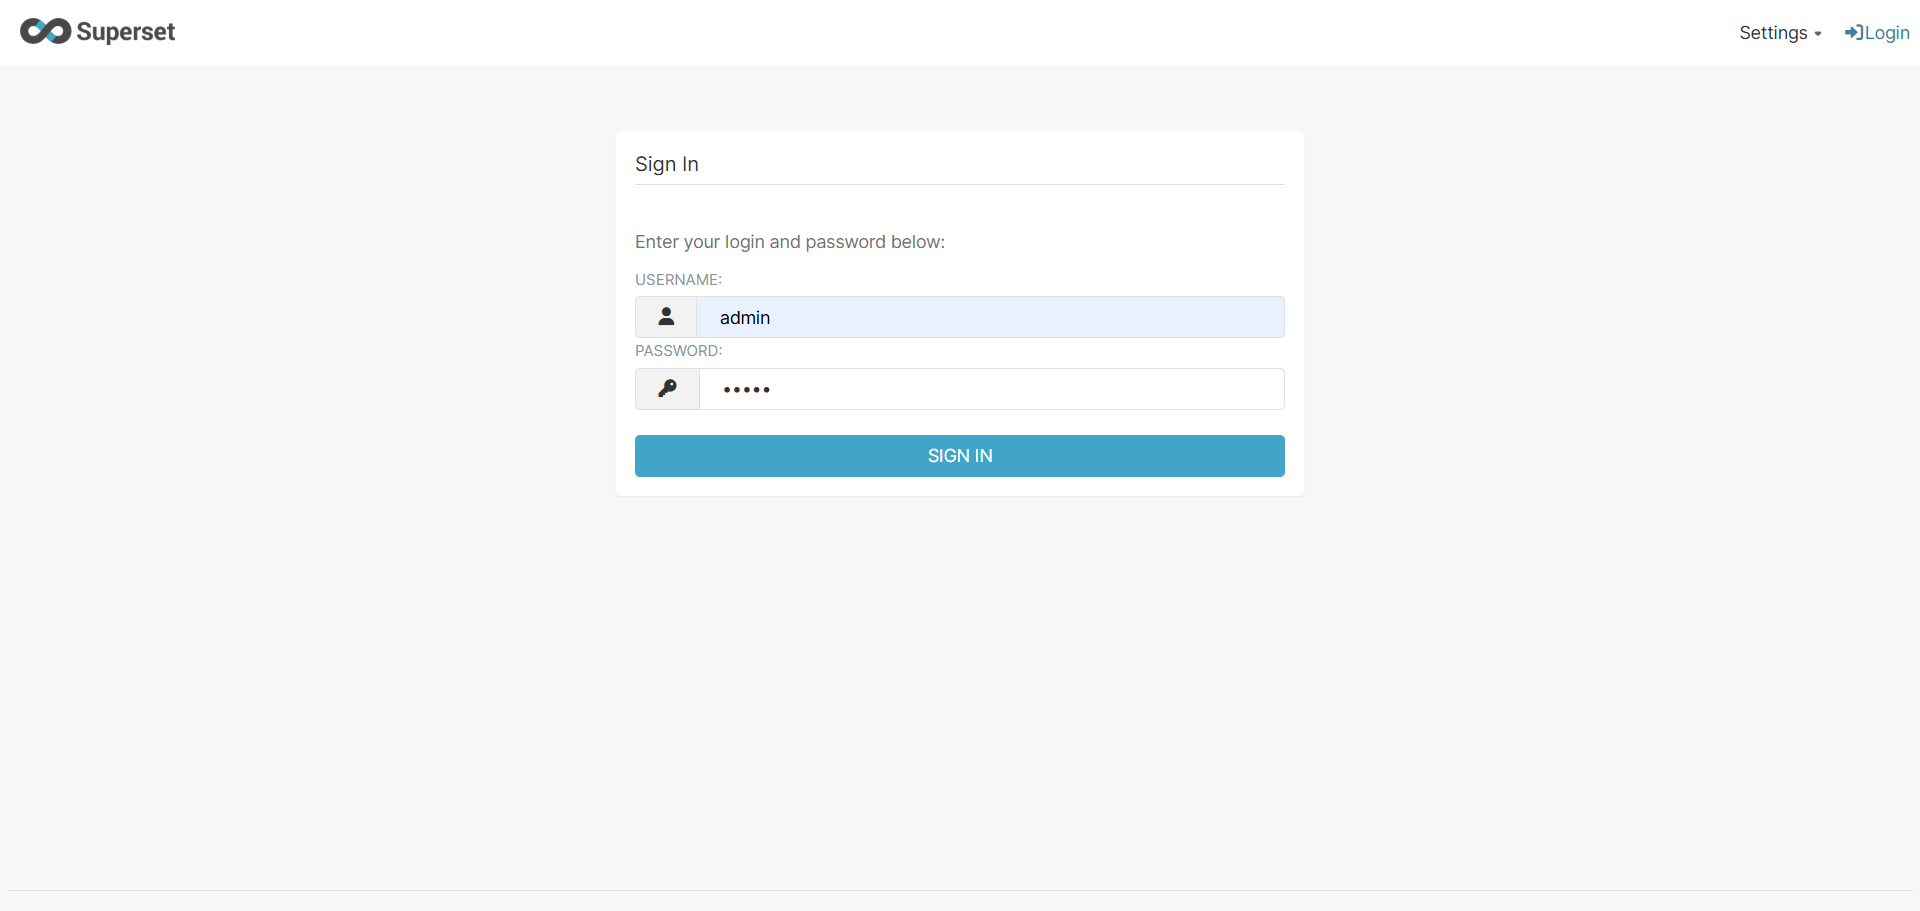 Superset
Settings
Login
Sign In
Enter your login and password below:
USERNAME:
admin
PASSWORD:
•••••
SIGN IN